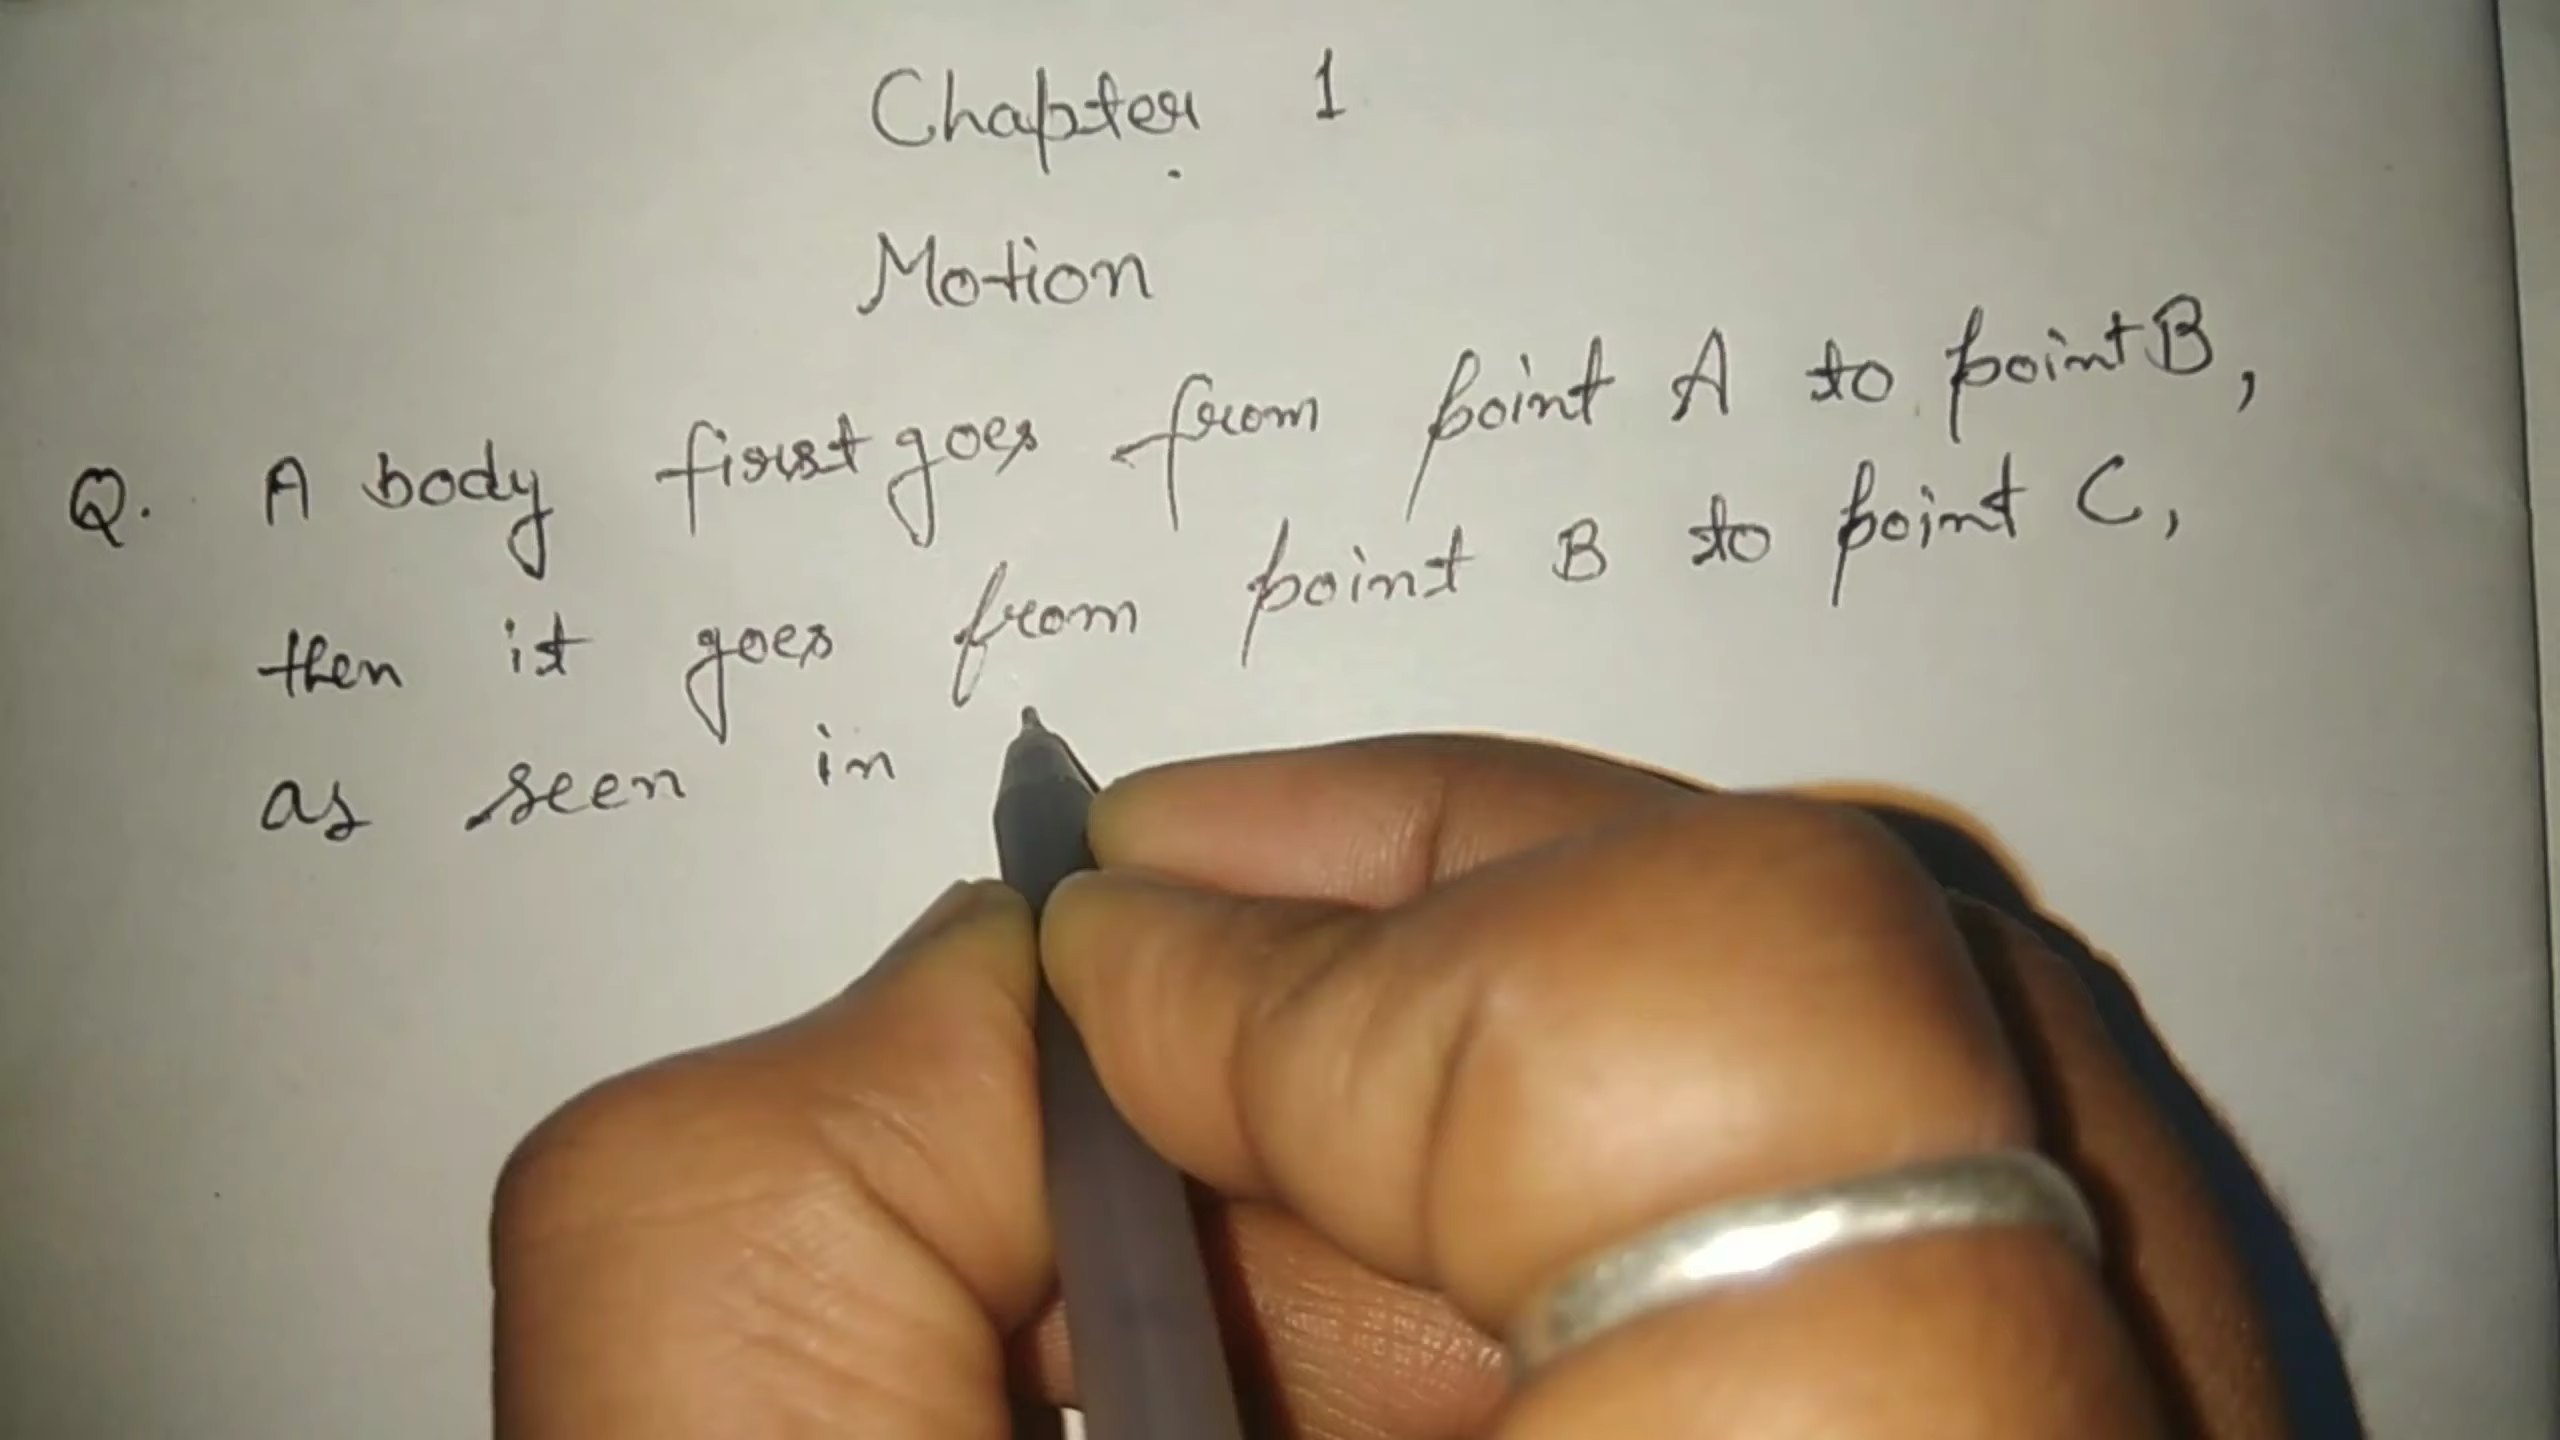 Chapter 1
Motion
Q. A body first goes from point A to point B,
then it goes from point B to point C,
as seen in